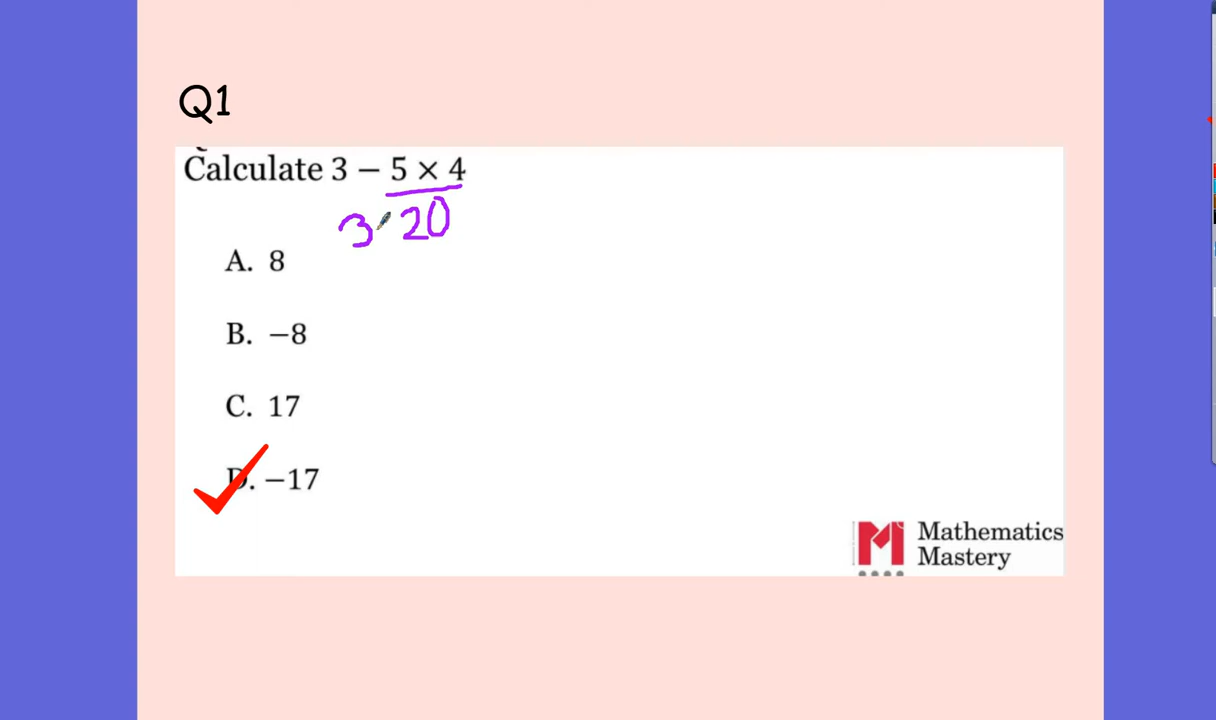 Q1
Calculate 3 − 5 × 4
3 20
A. 8
B. −8
C. 17
D. −17
Mathematics
Mastery